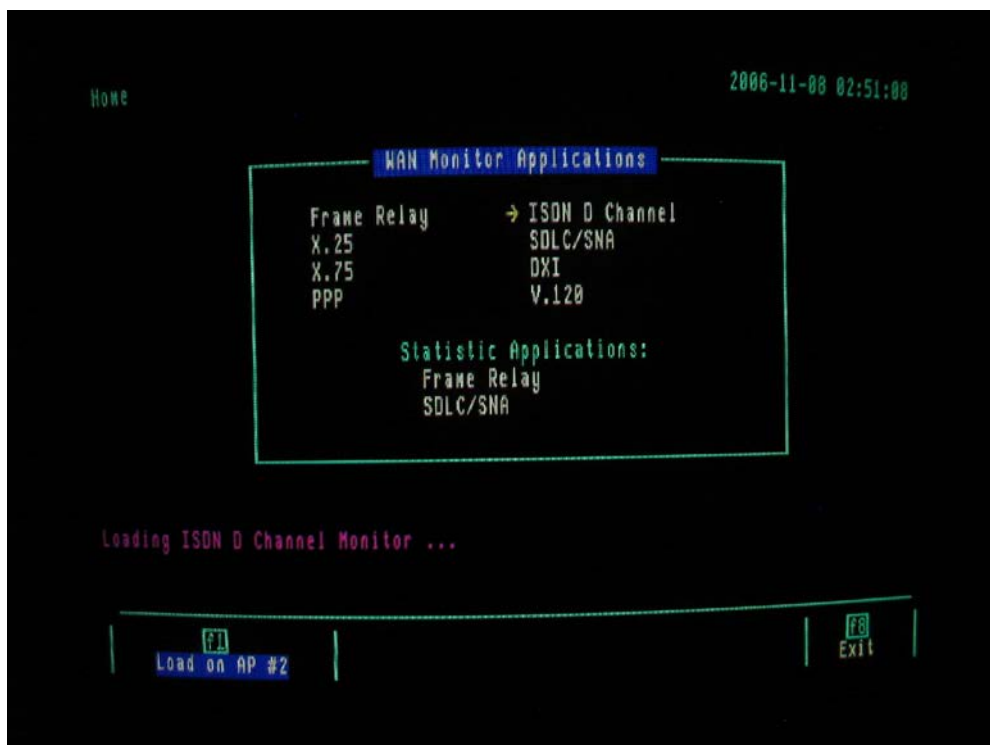 Home 2006-11-08 02:51:08
WAN Monitor Applications
Frame Relay → ISDN D Channel
X.25 SDLC/SNA
X.75 DXI
PPP V.120
Statistic Applications:
Frame Relay
SDLC/SNA
Loading ISDN D Channel Monitor ...
f1 f8
Load on AP #2 Exit